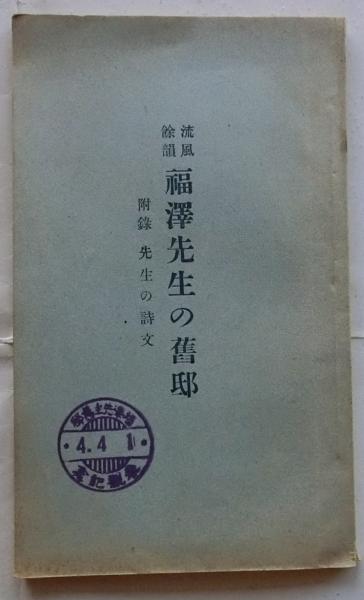 流風
餘韻
福澤先生の舊邸
附錄 先生の詩文
4.4 1